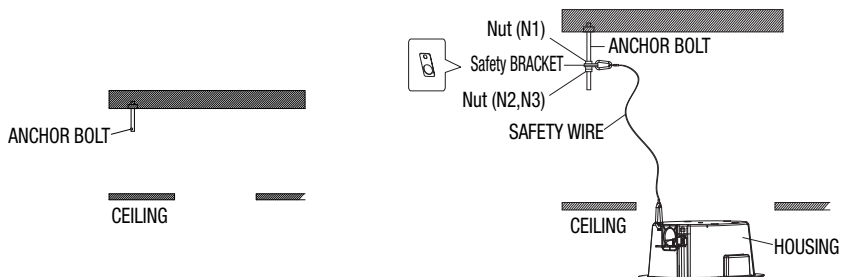 ANCHOR BOLT
CEILING
Nut (N1)
ANCHOR BOLT
Safety BRACKET
Nut (N2,N3)
SAFETY WIRE
CEILING
HOUSING